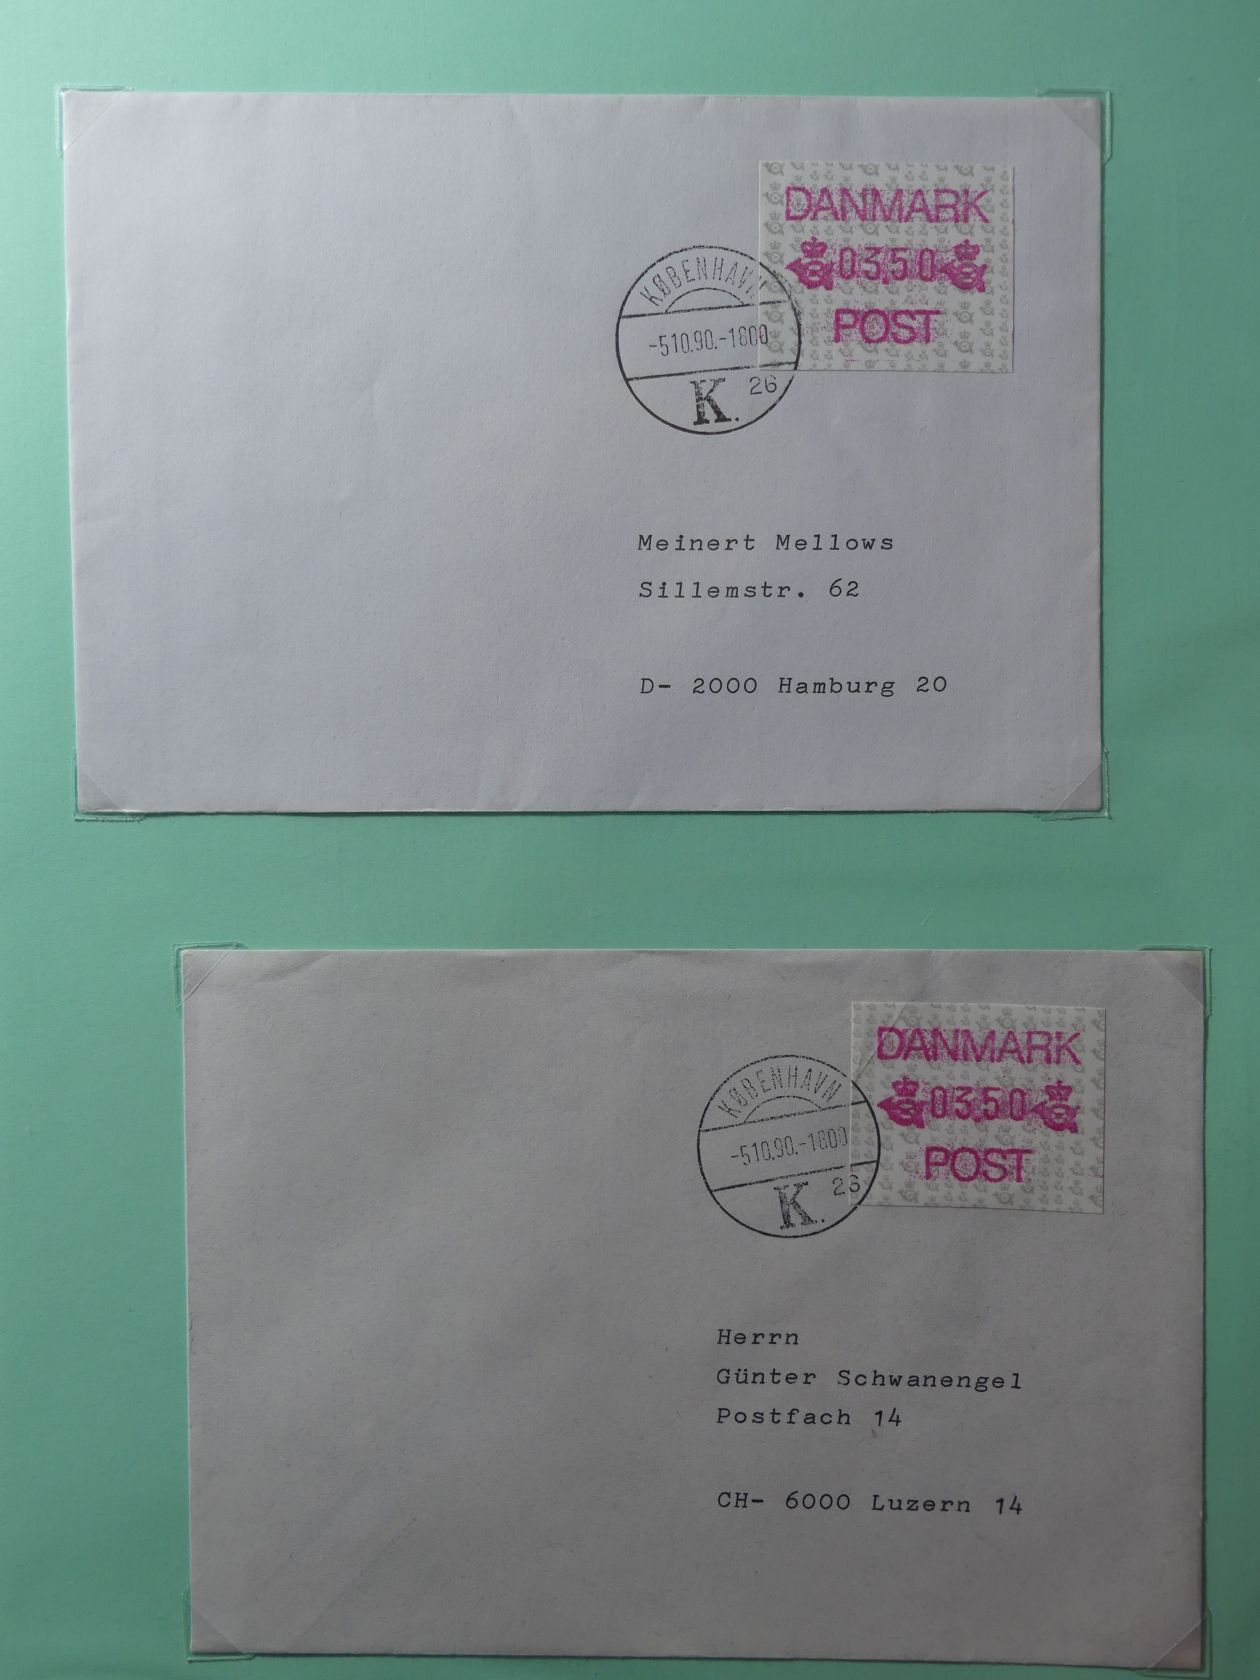 DANMARK
03.50
POST
KØBENHAVN
-5.10.90.-1800
K. 26
Meinert Mellows
Sillemstr. 62
D- 2000 Hamburg 20
DANMARK
03.50
POST
KØBENHAVN
-5.10.90.-1800
K. 26
Herrn
Günter Schwanengel
Postfach 14
CH- 6000 Luzern 14